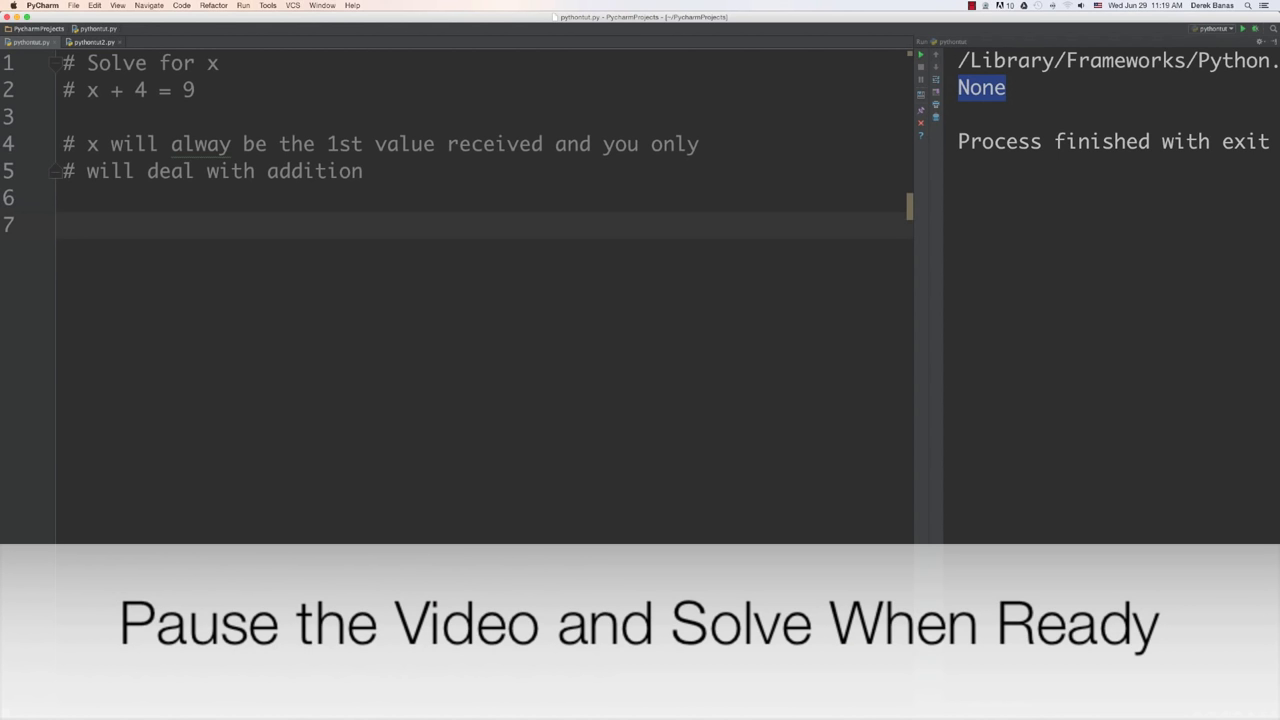 PyCharm File Edit View Navigate Code Refactor Run Tools VCS Window Help
10 Wed Jun 29 11:19 AM Derek Banas
pythontut.py - PycharmProjects - [~/PycharmProjects]
PycharmProjects pythontut.py
pythontut
pythontut.py pythontut2.py
Run pythontut
1 # Solve for x
2 # x + 4 = 9
3
4 # x will alway be the 1st value received and you only
5 # will deal with addition
6
7
/Library/Frameworks/Python.
None
Process finished with exit
Pause the Video and Solve When Ready